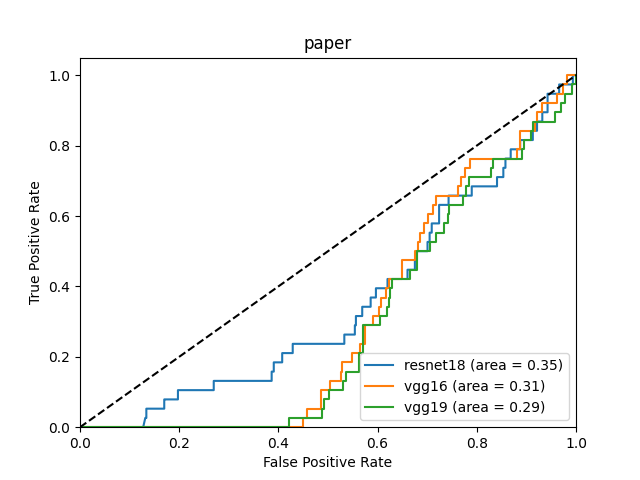 paper
True Positive Rate
1.0
0.8
0.6
0.4
0.2
0.0
resnet18 (area = 0.35)
vgg16 (area = 0.31)
vgg19 (area = 0.29)
0.0 0.2 0.4 0.6 0.8 1.0
False Positive Rate